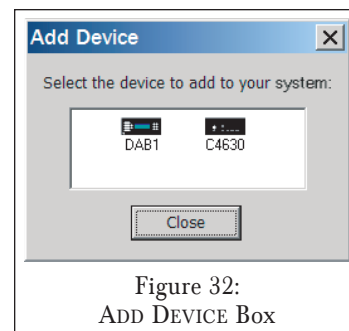 Add Device
Select the device to add to your system:
DAB1 C4630
Close
Figure 32:
ADD DEVICE Box